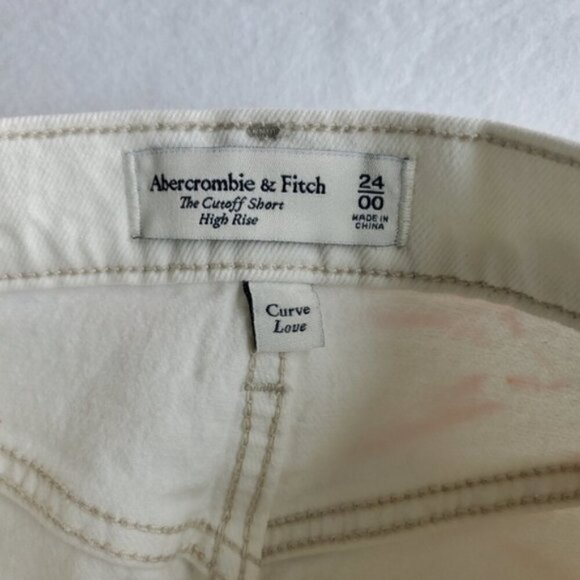 Abercrombie & Fitch
The Cutoff Short
High Rise
24
00
MADE IN
CHINA
Curve
Love